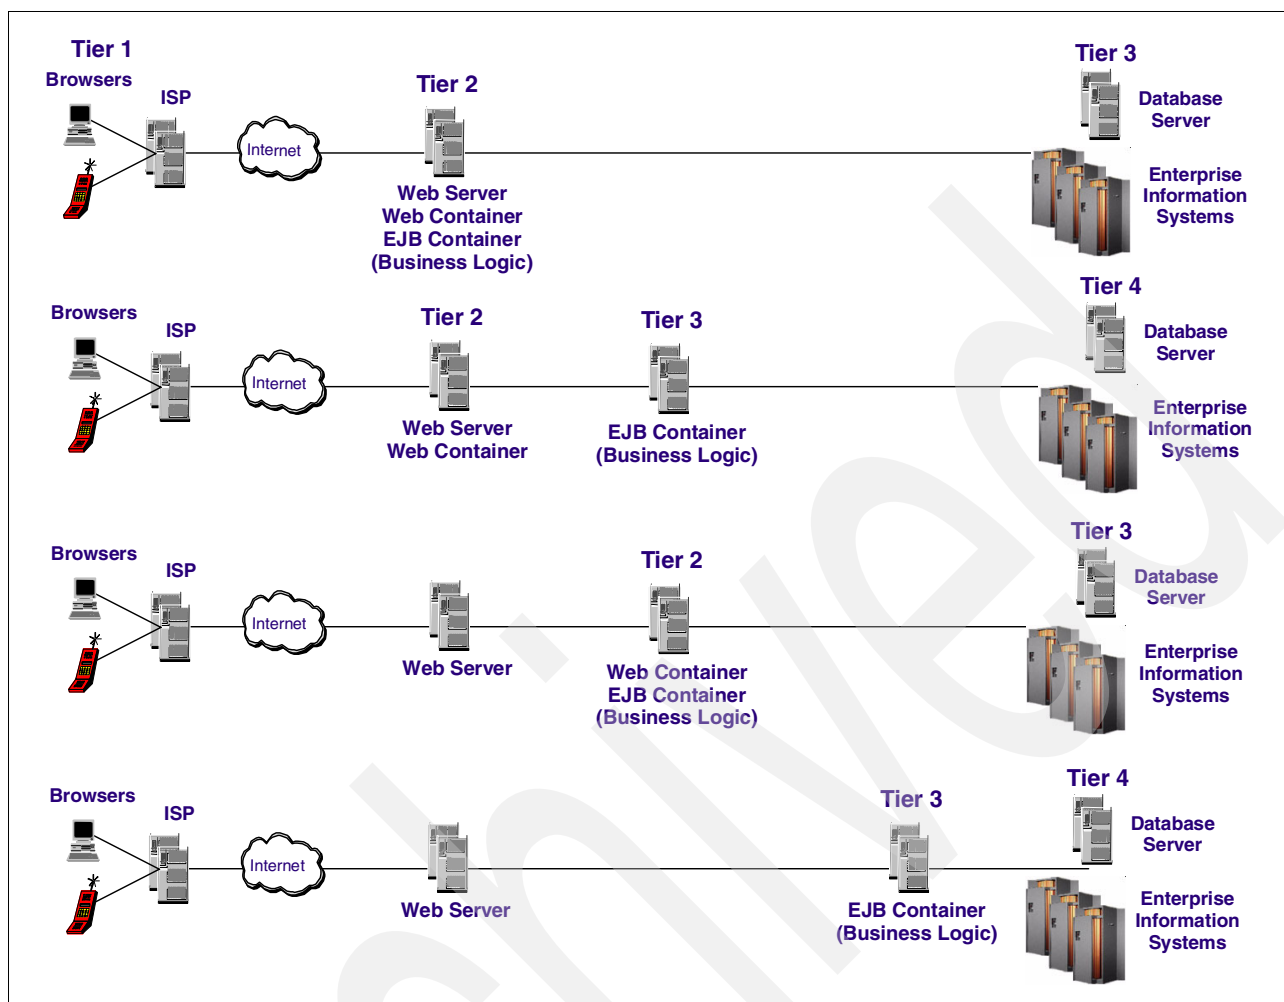 Tier 1
Browsers
ISP
Internet
Tier 2
Web Server
Web Container
EJB Container
(Business Logic)
Tier 3
Database
Server
Enterprise
Information
Systems
Browsers
ISP
Internet
Tier 2
Web Server
Web Container
Tier 3
EJB Container
(Business Logic)
Tier 4
Database
Server
Enterprise
Information
Systems
Browsers
ISP
Internet
Web Server
Tier 2
Web Container
EJB Container
(Business Logic)
Tier 3
Database
Server
Enterprise
Information
Systems
Browsers
ISP
Internet
Web Server
Tier 3
EJB Container
(Business Logic)
Tier 4
Database
Server
Enterprise
Information
Systems